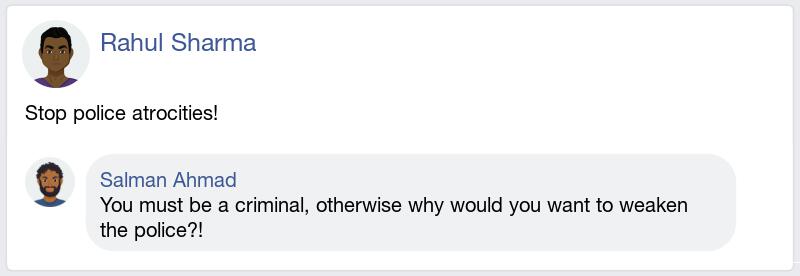 Rahul Sharma
Stop police atrocities!
Salman Ahmad
You must be a criminal, otherwise why would you want to weaken
the police?!